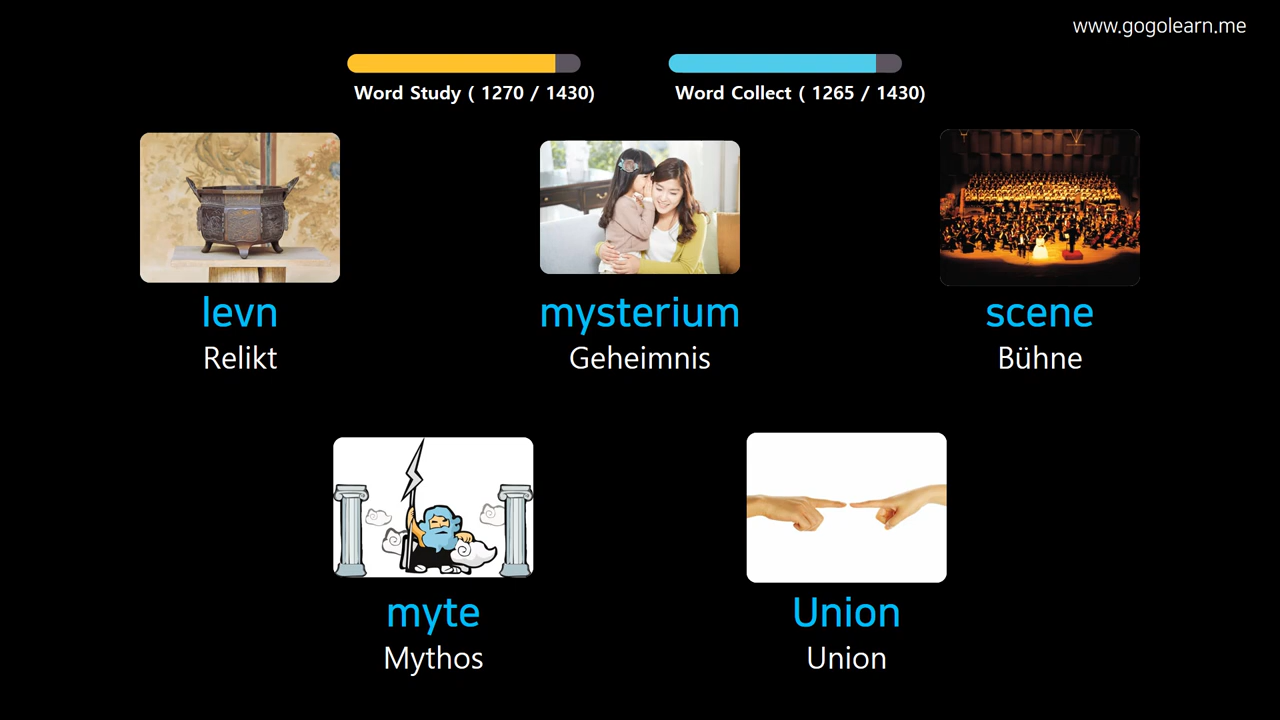 www.gogolearn.me
Word Study ( 1270 / 1430)
Word Collect ( 1265 / 1430)
levn
Relikt
mysterium
Geheimnis
scene
Bühne
myte
Mythos
Union
Union